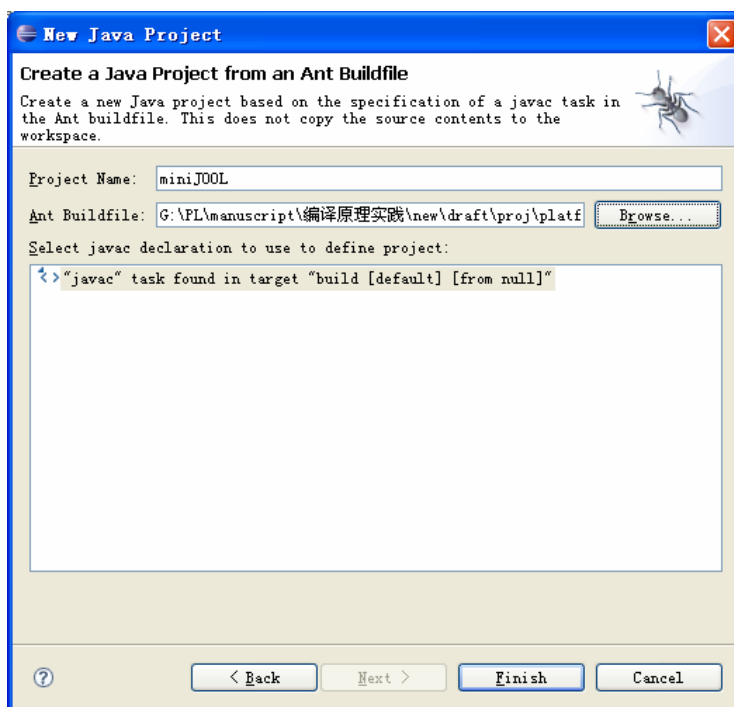 New Java Project
Create a Java Project from an Ant Buildfile
Create a new Java project based on the specification of a javac task in
the Ant buildfile. This does not copy the source contents to the
workspace.
Project Name: miniJOOL
Ant Buildfile: G:\PL\manuscript\编译原理实践\new\draft\proj\platf Browse...
Select javac declaration to use to define project:
"javac" task found in target "build [default] [from null]"
? < Back Next > Finish Cancel